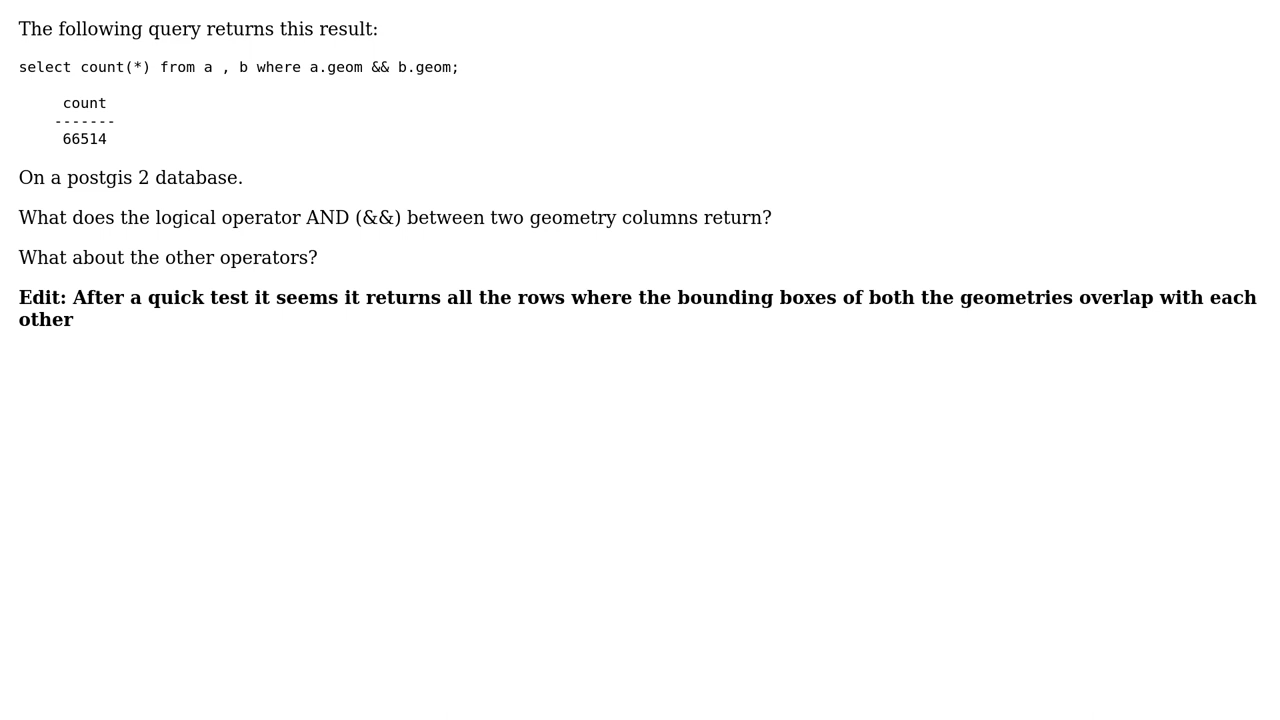 The following query returns this result:
select count(*) from a , b where a.geom && b.geom;
count
-------
66514
On a postgis 2 database.
What does the logical operator AND (&&) between two geometry columns return?
What about the other operators?
Edit: After a quick test it seems it returns all the rows where the bounding boxes of both the geometries overlap with each
other